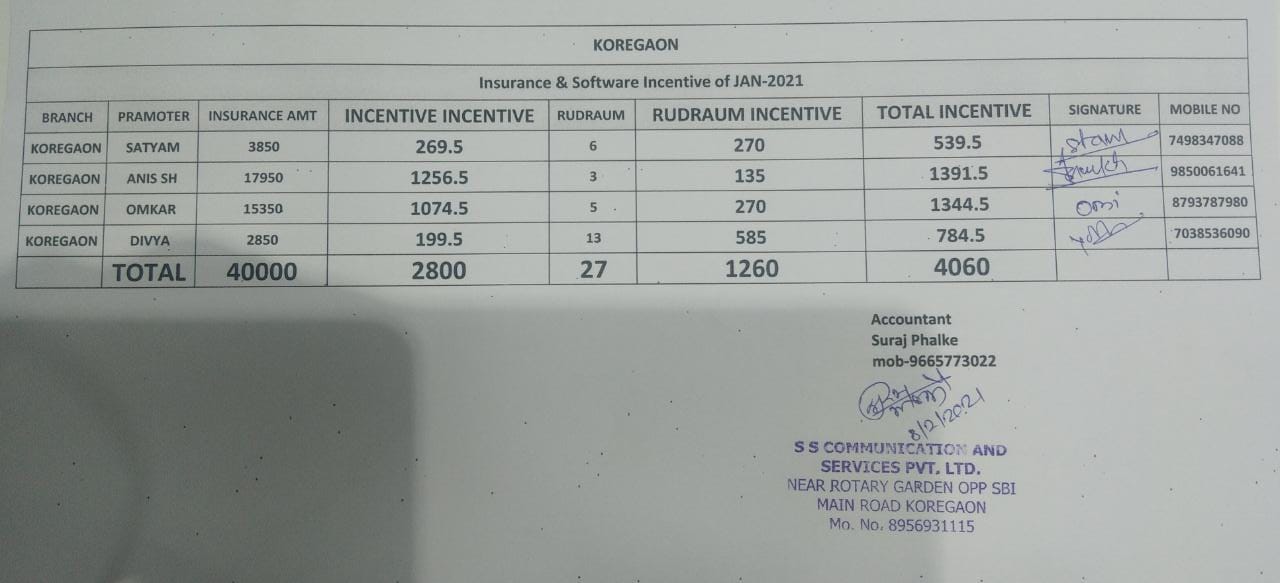 KOREGAON
Insurance & Software Incentive of JAN-2021
BRANCH PRAMOTER INSURANCE AMT INCENTIVE INCENTIVE RUDRAUM RUDRAUM INCENTIVE TOTAL INCENTIVE SIGNATURE MOBILE NO
KOREGAON SATYAM 3850 269.5 6 270 539.5 7498347088
KOREGAON ANIS SH 17950 1256.5 3 135 1391.5 9850061641
KOREGAON OMKAR 15350 1074.5 5 270 1344.5 Omi 8793787980
KOREGAON DIVYA 2850 199.5 13 585 784.5 7038536090
TOTAL 40000 2800 27 1260 4060
Accountant
Suraj Phalke
mob-9665773022
8/2/2021
S S COMMUNICATION AND
SERVICES PVT. LTD.
NEAR ROTARY GARDEN OPP SBI
MAIN ROAD KOREGAON
Mo. No. 8956931115